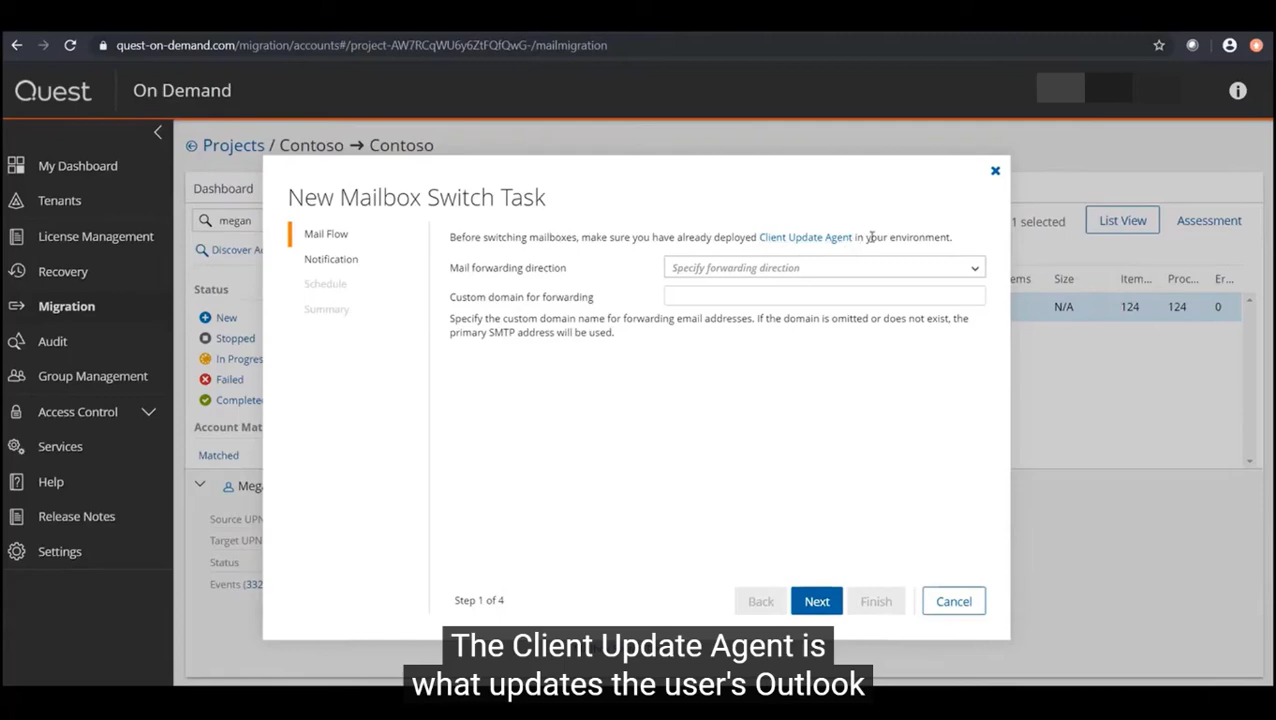 quest-on-demand.com/migration/accounts#/project-AW7RCqWU6y6ZtFQfQwG-/mailmigration
Quest On Demand
My Dashboard
Tenants
License Management
Recovery
Migration
Audit
Group Management
Access Control
Services
Help
Release Notes
Settings
Projects / Contoso → Contoso
Dashboard
megan
1 selected
List View
Assessment
Discover
Status
New
Stopped
In Progres
Failed
Complete
Account Mat
Matched
Mega
Source UPN
Target UPN
Status
Events (332
ems Size Item... Proc... Er...
N/A 124 124 0
New Mailbox Switch Task
Mail Flow
Notification
Schedule
Summary
Before switching mailboxes, make sure you have already deployed Client Update Agent in your environment.
Mail forwarding direction Specify forwarding direction
Custom domain for forwarding
Specify the custom domain name for forwarding email addresses. If the domain is omitted or does not exist, the
primary SMTP address will be used.
Step 1 of 4
Back
Next
Finish
Cancel
The Client Update Agent is
what updates the user's Outlook